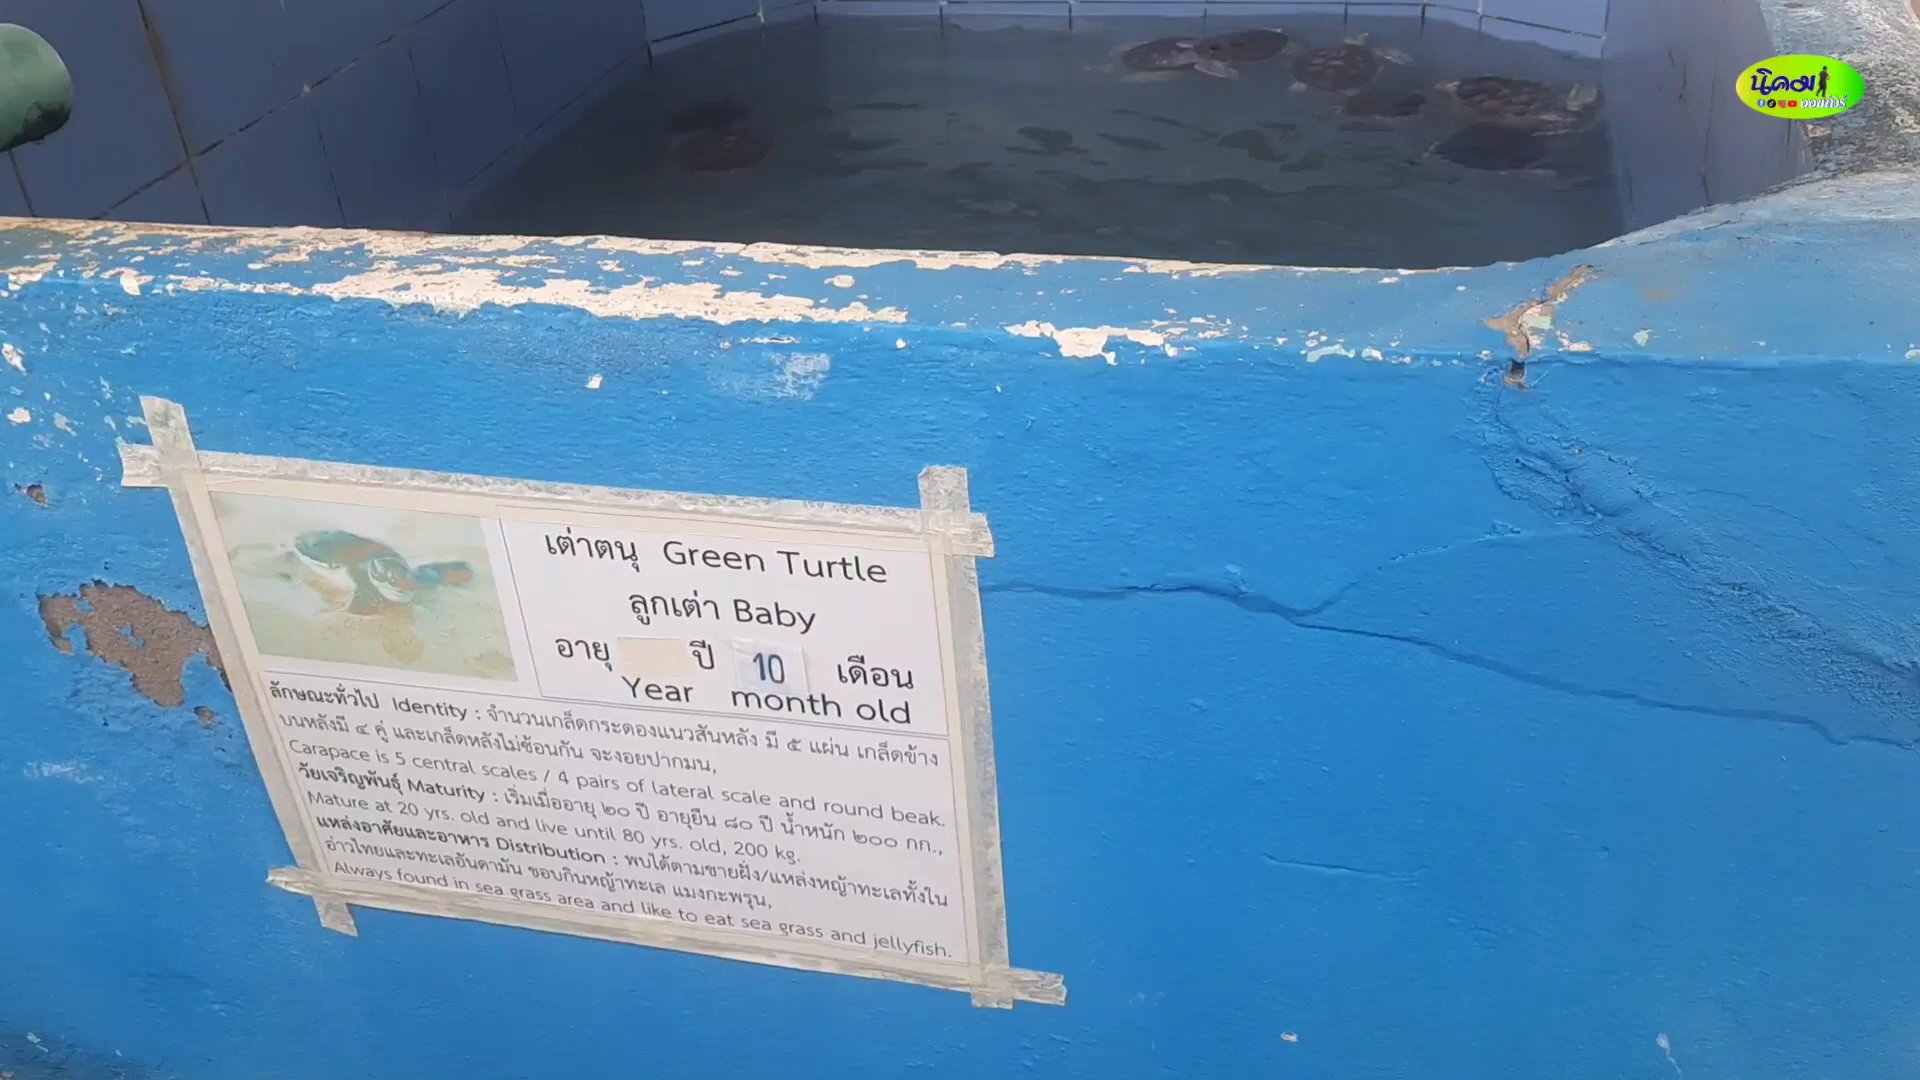 นิคม
จอนทัวร์
เต่าตนุ Green Turtle
ลูกเต่า Baby
อายุ ปี 10 เดือน
Year month old
ลักษณะทั่วไป Identity : จำนวนเกล็ดกระดองแนวสันหลัง มี ๕ แผ่น เกล็ดข้าง
บนหลังมี ๔ คู่ และเกล็ดหลังไม่ซ้อนกัน จะงอยปากมน,
Carapace is 5 central scales / 4 pairs of lateral scale and round beak.
วัยเจริญพันธุ์ Maturity : เริ่มเมื่ออายุ ๒๐ ปี อายุยืน ๘๐ ปี น้ำหนัก ๒๐๐ กก.,
Mature at 20 yrs. old and live until 80 yrs. old, 200 kg.
แหล่งอาศัยและอาหาร Distribution : พบได้ตามชายฝั่ง/แหล่งหญ้าทะเลทั้งใน
อ่าวไทยและทะเลอันดามัน ชอบกินหญ้าทะเล แมงกะพรุน,
Always found in sea grass area and like to eat sea grass and jellyfish.